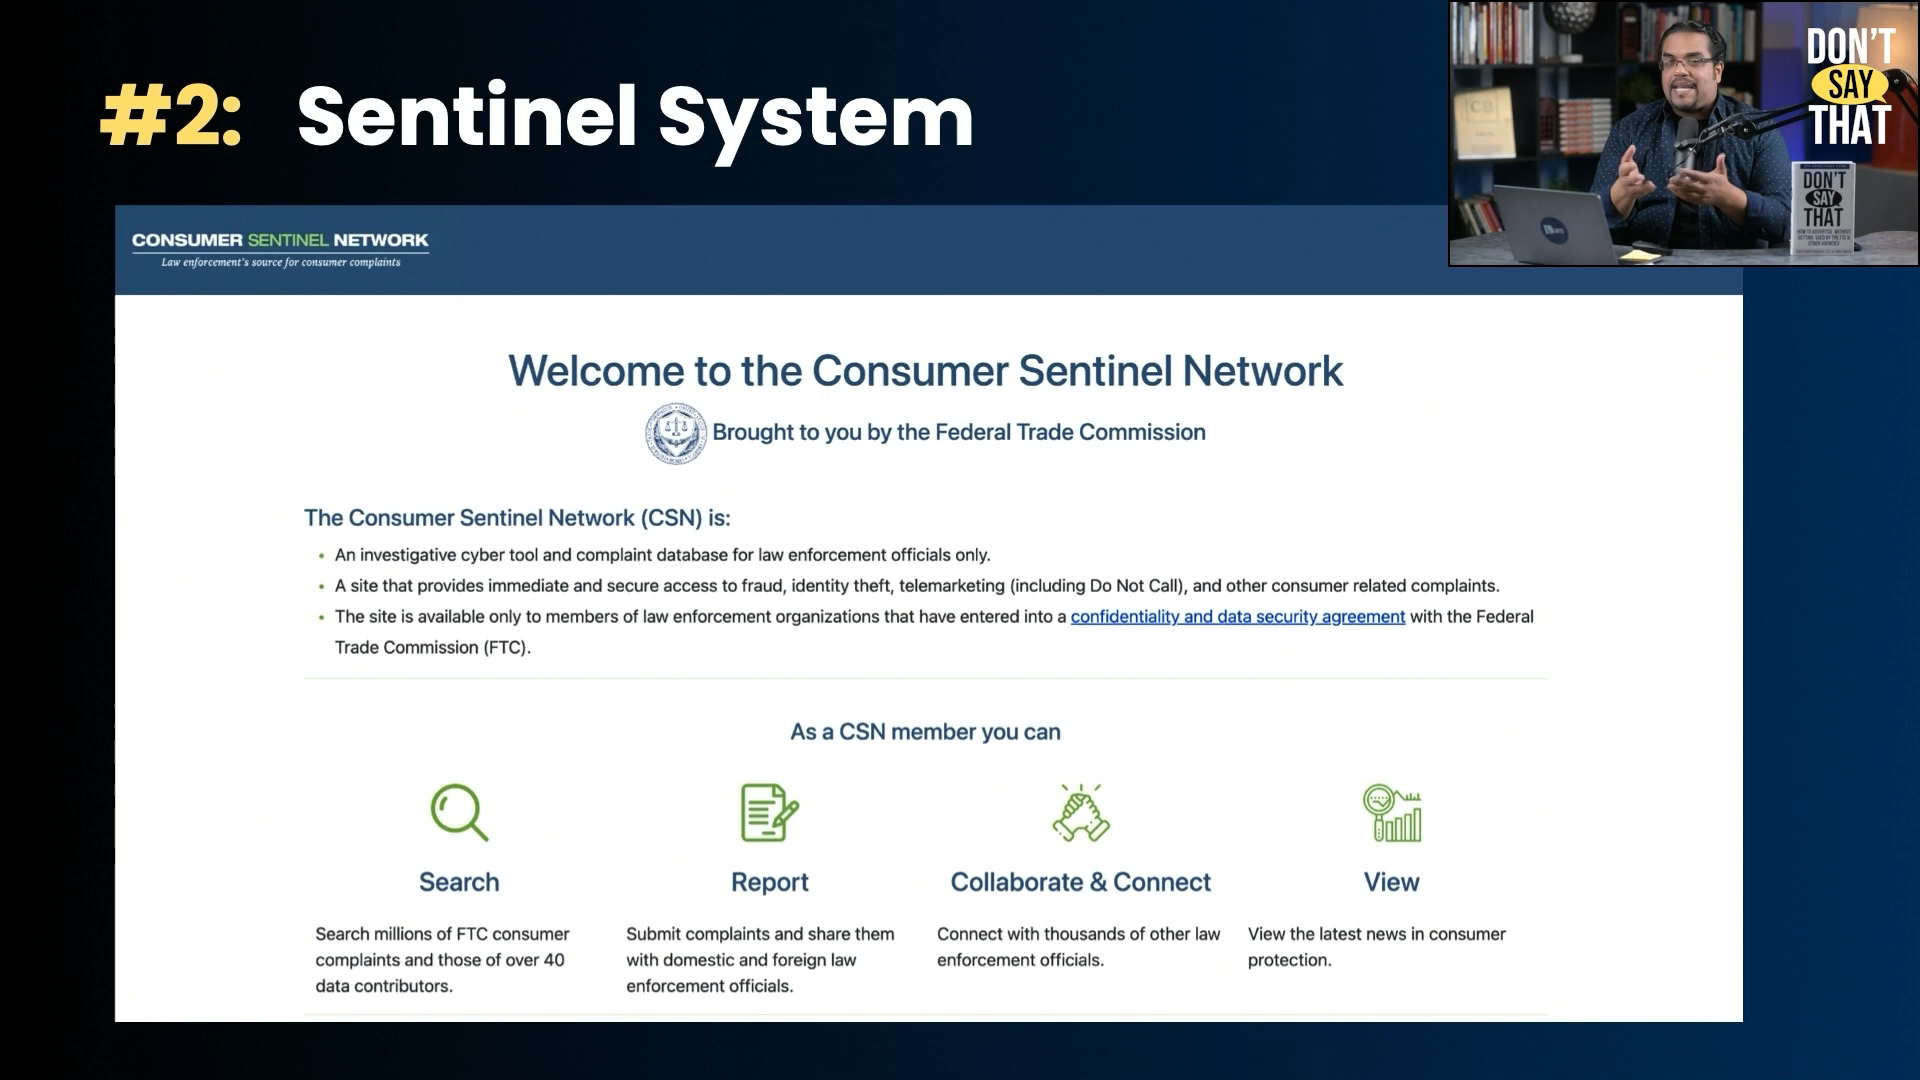 #2: Sentinel System
DON'T
SAY
THAT
DON'T
SAY
THAT
CONSUMER SENTINEL NETWORK
Law enforcement's source for consumer complaints
Welcome to the Consumer Sentinel Network
Brought to you by the Federal Trade Commission
The Consumer Sentinel Network (CSN) is:
• An investigative cyber tool and complaint database for law enforcement officials only.
• A site that provides immediate and secure access to fraud, identity theft, telemarketing (including Do Not Call), and other consumer related complaints.
• The site is available only to members of law enforcement organizations that have entered into a confidentiality and data security agreement with the Federal
Trade Commission (FTC).
As a CSN member you can
Search
Search millions of FTC consumer
complaints and those of over 40
data contributors.
Report
Submit complaints and share them
with domestic and foreign law
enforcement officials.
Collaborate & Connect
Connect with thousands of other law
enforcement officials.
View
View the latest news in consumer
protection.